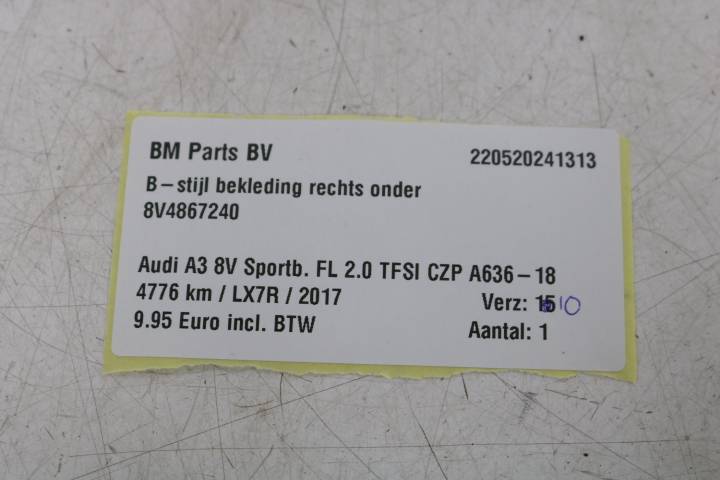 BM Parts BV 220520241313
B-stijl bekleding rechts onder
8V4867240
Audi A3 8V Sportb. FL 2.0 TFSI CZP A636-18
4776 km / LX7R / 2017 Verz: 15 10
9.95 Euro incl. BTW Aantal: 1